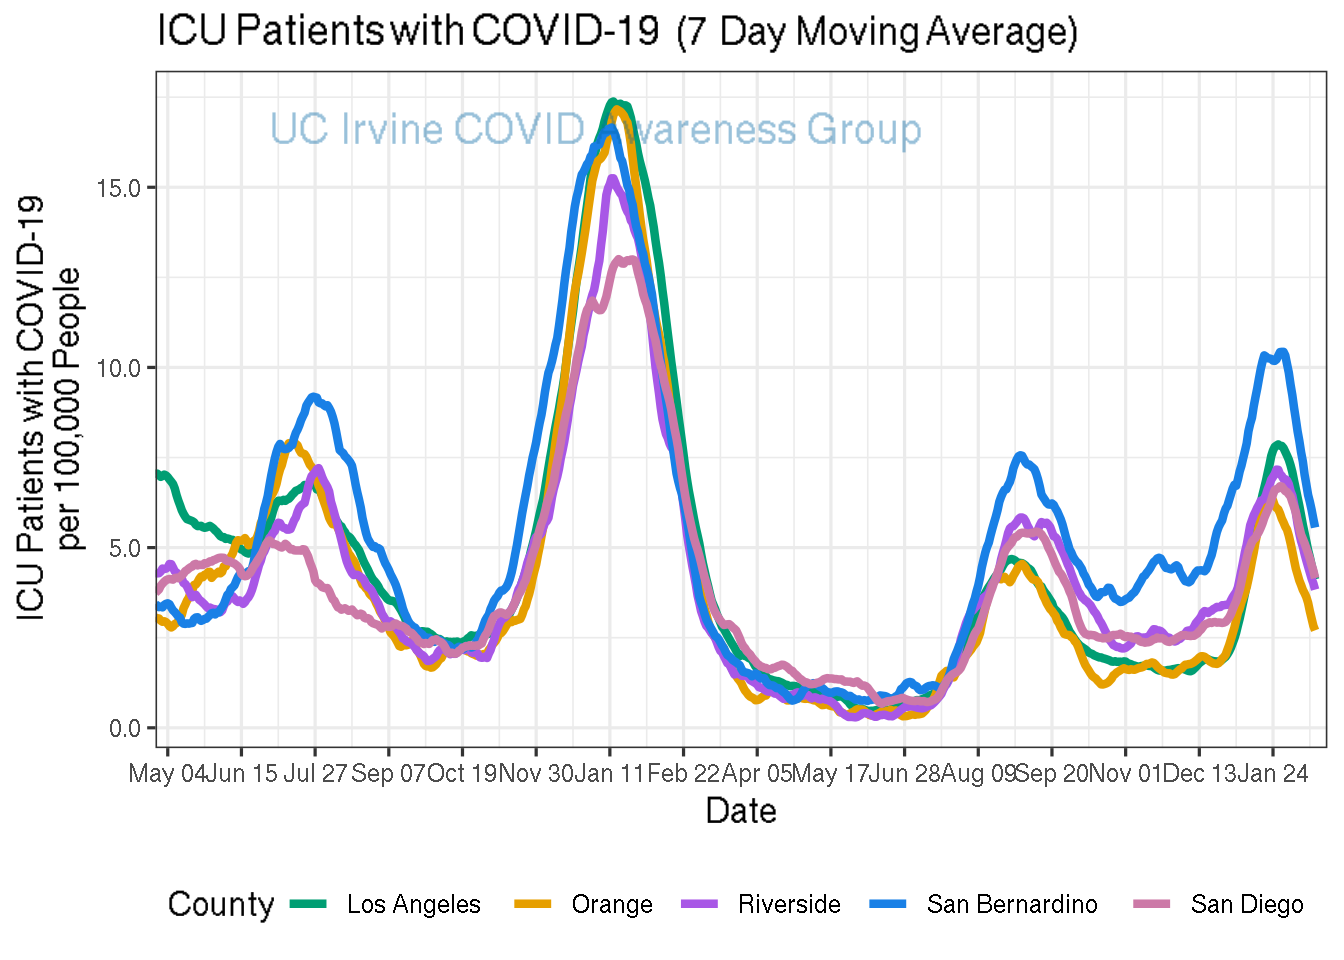 ICU Patients with COVID-19 (7 Day Moving Average)
UC Irvine COVID Awareness Group
ICU Patients with COVID-19
per 100,000 People
15.0
10.0
5.0
0.0
May 04 Jun 15 Jul 27 Sep 07 Oct 19 Nov 30 Jan 11 Feb 22 Apr 05 May 17 Jun 28 Aug 09 Sep 20 Nov 01 Dec 13 Jan 24
Date
County Los Angeles Orange Riverside San Bernardino San Diego